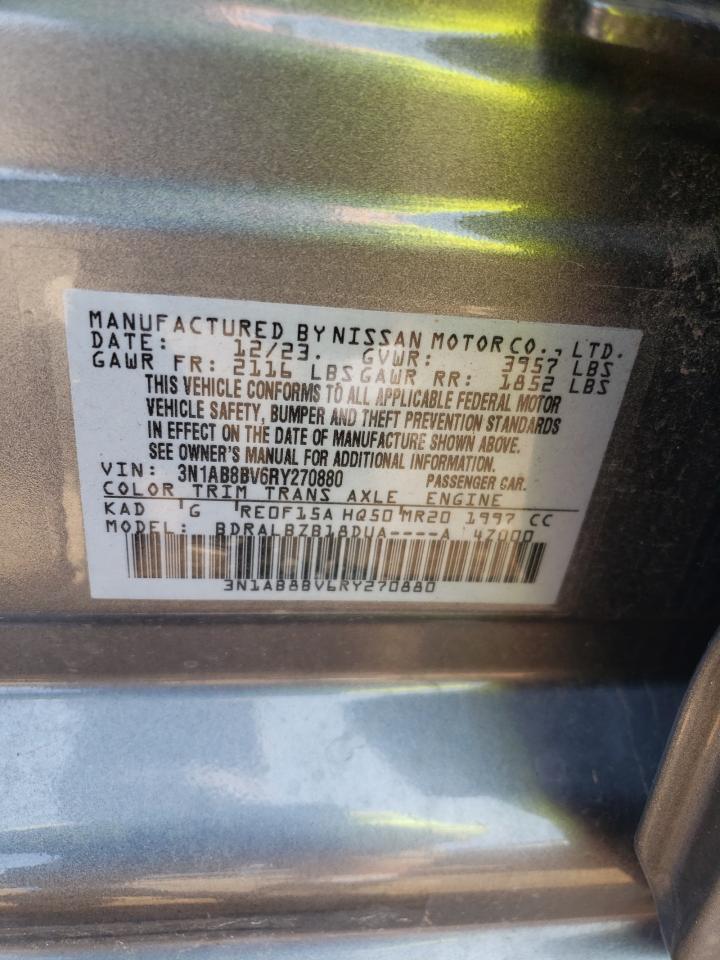 MANUFACTURED BY NISSAN MOTOR CO., LTD.
DATE: 12/23. GVWR: 3957 LBS
GAWR FR: 2116 LBS GAWR RR: 1852 LBS
THIS VEHICLE CONFORMS TO ALL APPLICABLE FEDERAL MOTOR
VEHICLE SAFETY, BUMPER AND THEFT PREVENTION STANDARDS
IN EFFECT ON THE DATE OF MANUFACTURE SHOWN ABOVE.
SEE OWNER'S MANUAL FOR ADDITIONAL INFORMATION.
VIN: 3N1AB8BV6RY270880 PASSENGER CAR.
COLOR TRIM TRANS AXLE ENGINE
KAD G RE0F15A HQ50 MR20 1997 CC
MODEL: BDRALBZB18DUA----A 47000
3N1AB8BV6RY270880